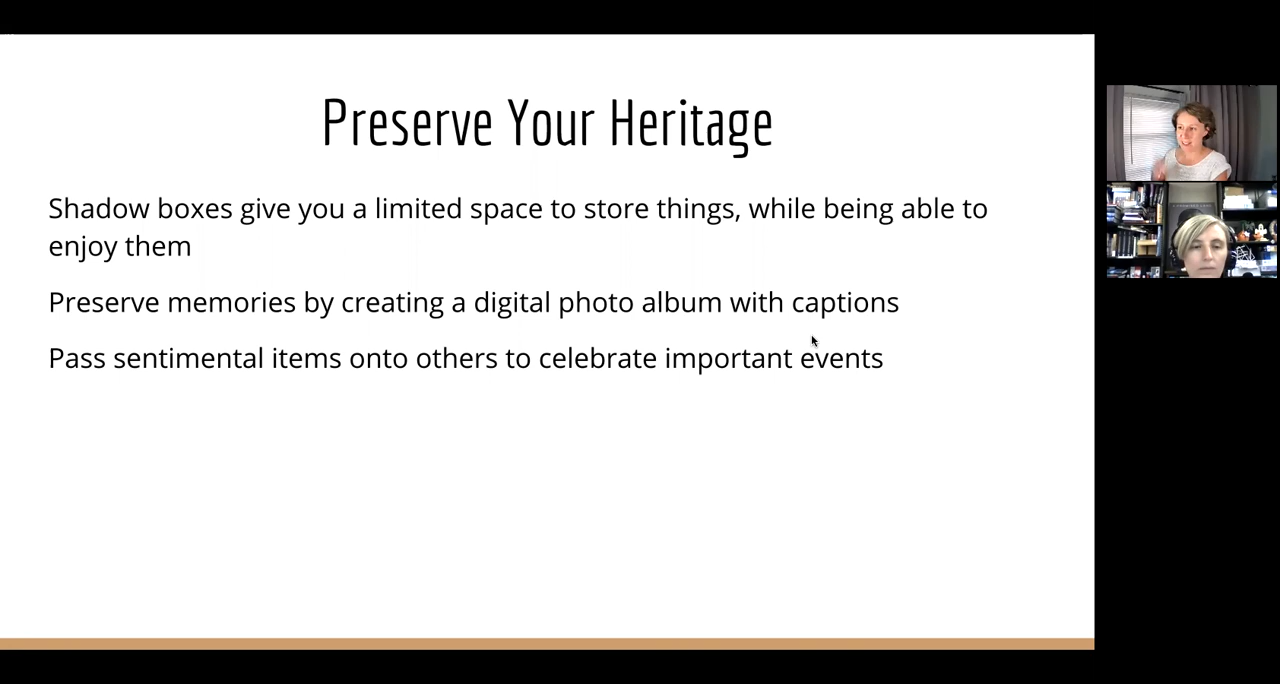 Preserve Your Heritage
Shadow boxes give you a limited space to store things, while being able to
enjoy them
Preserve memories by creating a digital photo album with captions
Pass sentimental items onto others to celebrate important events